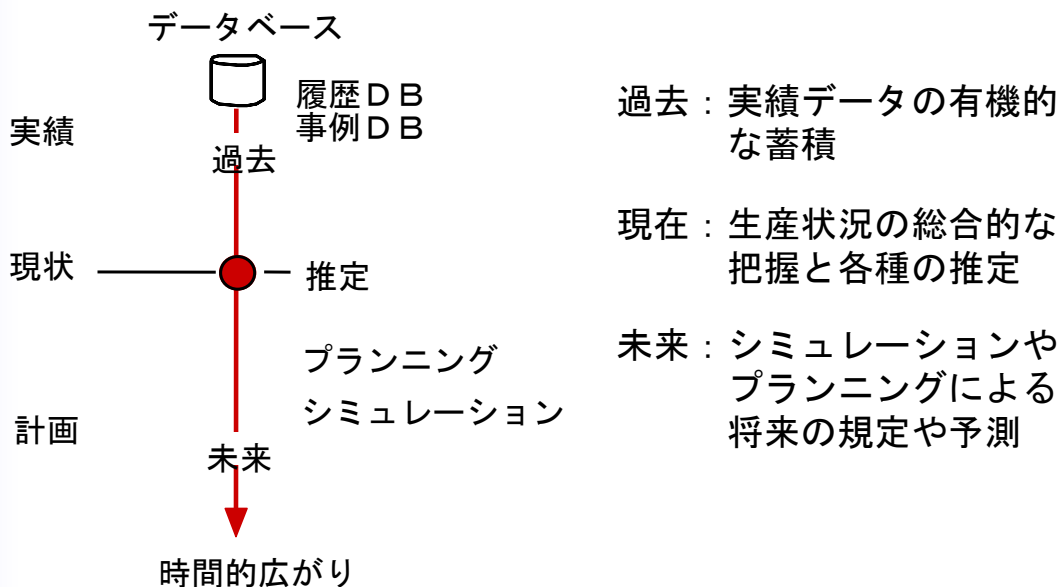 データベース
履歴ＤＢ
事例ＤＢ
実績
過去
現状
推定
プランニング
シミュレーション
計画
未来
時間的広がり
過去：実績データの有機的
な蓄積
現在：生産状況の総合的な
把握と各種の推定
未来：シミュレーションや
プランニングによる
将来の規定や予測